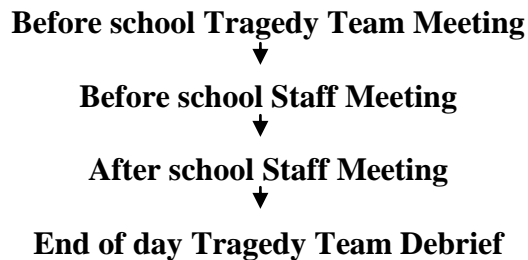 Before school Tragedy Team Meeting
Before school Staff Meeting
After school Staff Meeting
End of day Tragedy Team Debrief